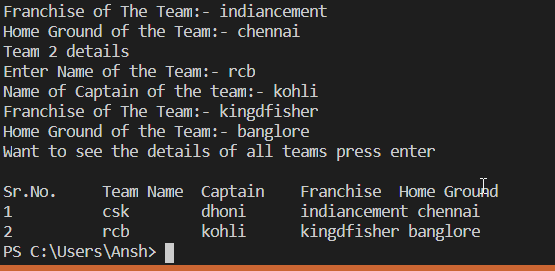 Franchise of The Team:- indiancement
Home Ground of the Team:- chennai
Team 2 details
Enter Name of the Team:- rcb
Name of Captain of the team:- kohli
Franchise of The Team:- kingdfisher
Home Ground of the Team:- banglore
Want to see the details of all teams press enter
Sr.No. Team Name Captain Franchise Home Ground
1 csk dhoni indiancement chennai
2 rcb kohli kingdfisher banglore
PS C:\Users\Ansh>